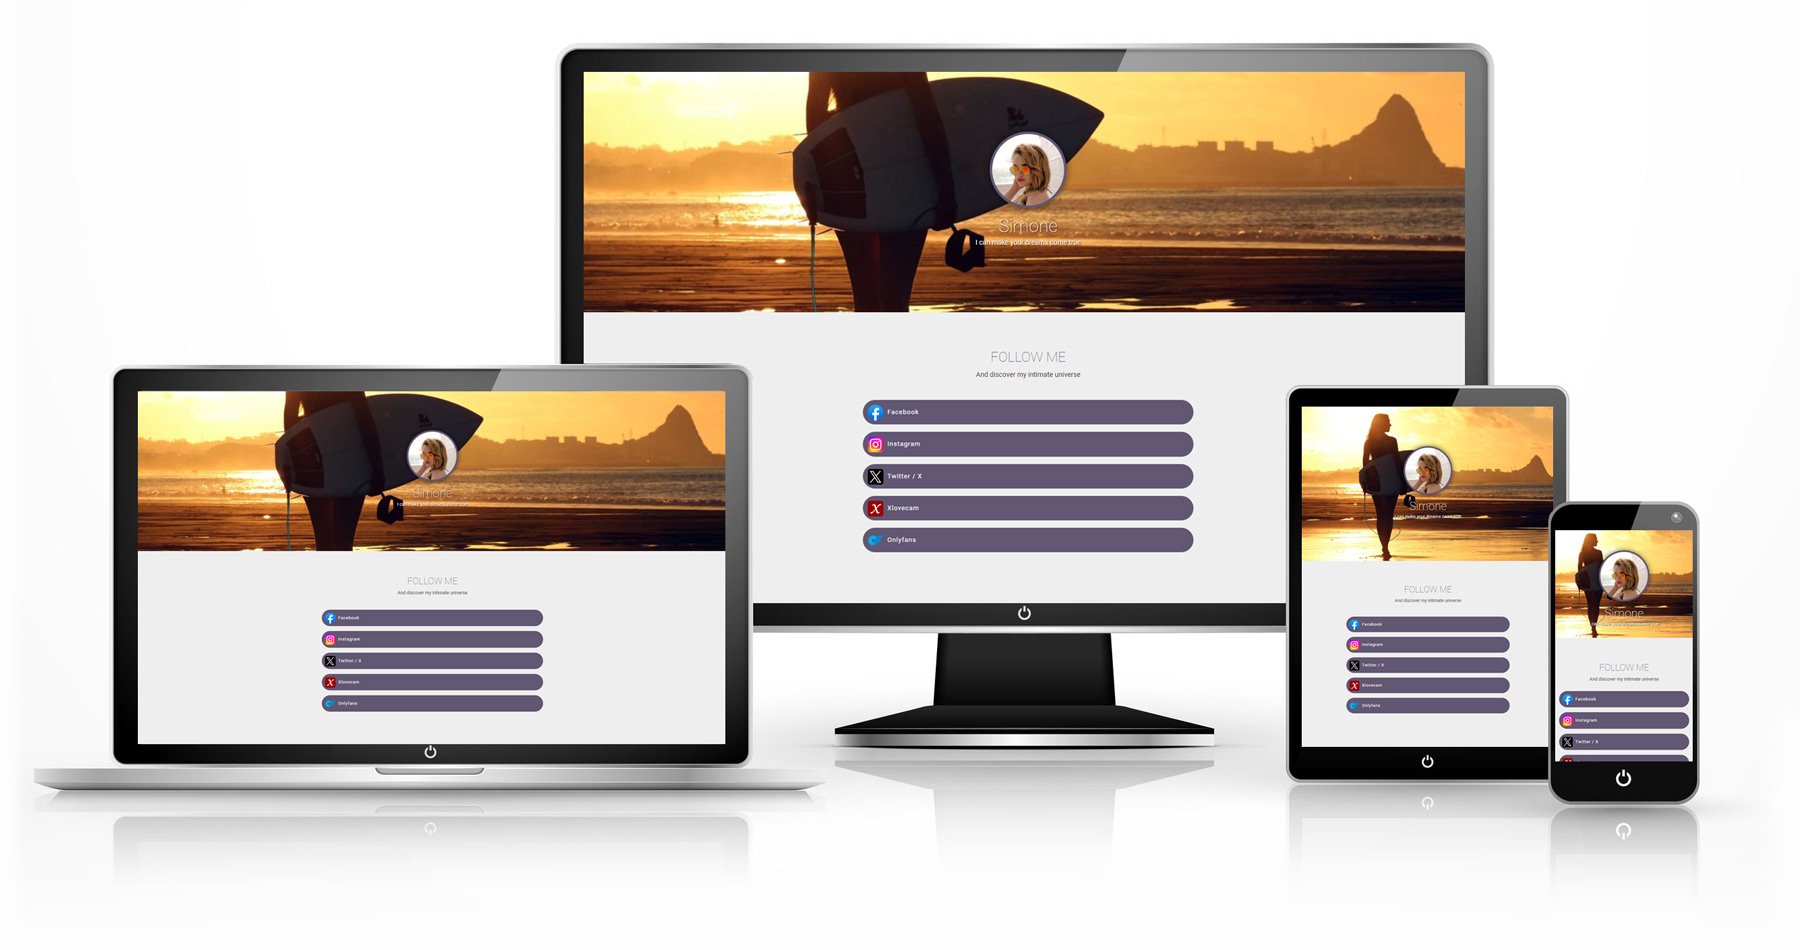 Simone
I can make your dreams come true
FOLLOW ME
And discover my intimate universe
Facebook
Instagram
Twitter / X
Xlovecam
Onlyfans
Simone
I can make your dreams come true
FOLLOW ME
And discover my intimate universe
Facebook
Instagram
Twitter / X
Xlovecam
Onlyfans
Simone
I can make your dreams come true
FOLLOW ME
And discover my intimate universe
Facebook
Instagram
Twitter / X
Xlovecam
Onlyfans
Simone
I can make your dreams come true
FOLLOW ME
And discover my intimate universe
Facebook
Instagram
Twitter / X